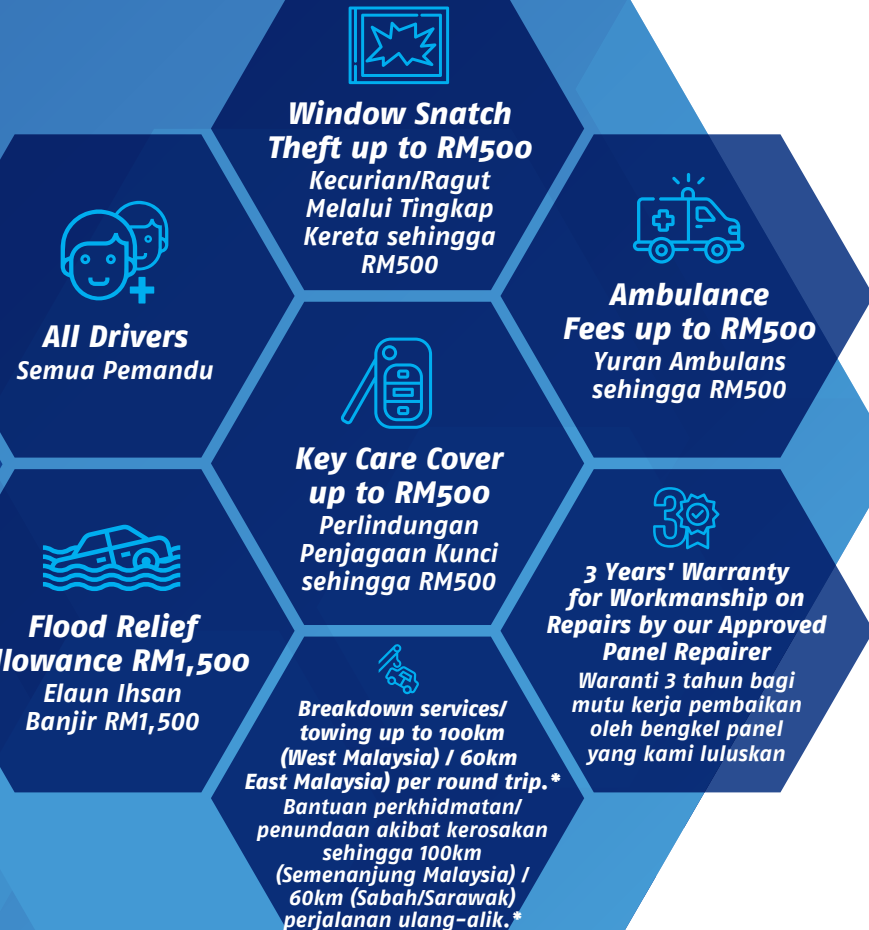 Window Snatch
Theft up to RM500
Kecurian/Ragut
Melalui Tingkap
Kereta sehingga
RM500
All Drivers
Semua Pemandu
Ambulance
Fees up to RM500
Yuran Ambulans
sehingga RM500
Key Care Cover
up to RM500
Perlindungan
Penjagaan Kunci
sehingga RM500
Flood Relief
llowance RM1,500
Elaun Ihsan
Banjir RM1,500
3 Years' Warranty
for Workmanship on
Repairs by our Approved
Panel Repairer
Waranti 3 tahun bagi
mutu kerja pembaikan
oleh bengkel panel
yang kami luluskan
Breakdown services/
towing up to 100km
(West Malaysia) / 60km
East Malaysia) per round trip.*
Bantuan perkhidmatan/
penundaan akibat kerosakan
sehingga 100km
(Semenanjung Malaysia) /
60km (Sabah/Sarawak)
perjalanan ulang-alik.*